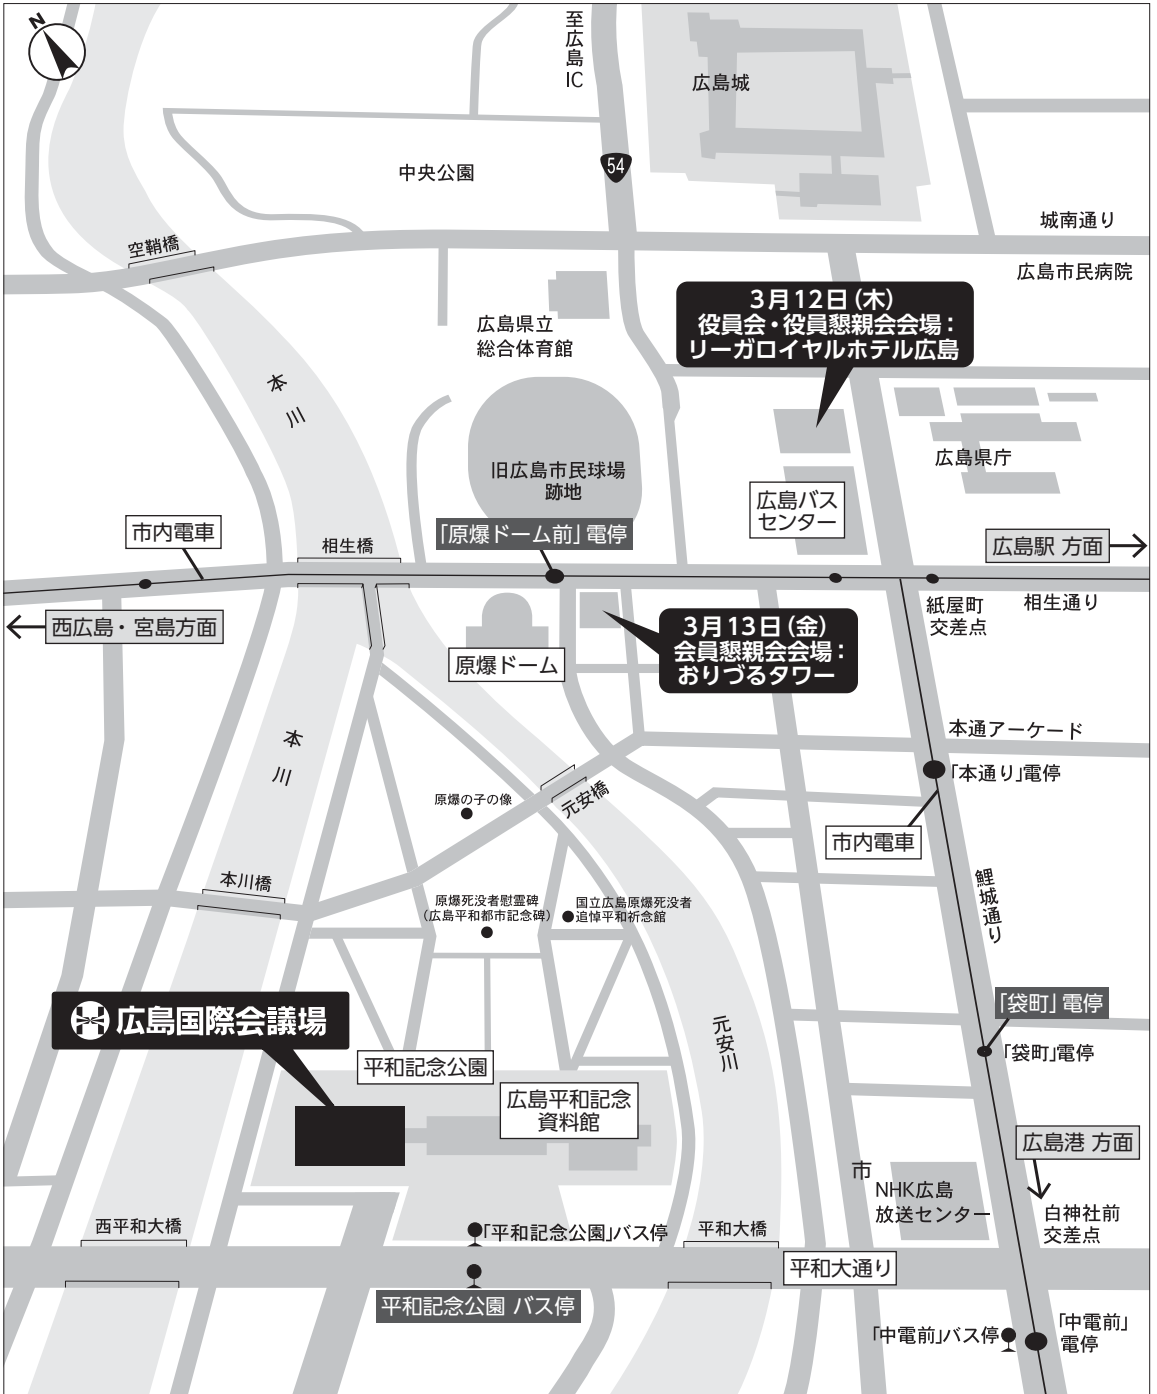 N
至広島IC
広島城
54
中央公園
城南通り
空鞘橋
広島市民病院
3月12日(木)
役員会・役員懇親会会場：
リーガロイヤルホテル広島
広島県立
総合体育館
本川
旧広島市民球場
跡地
広島県庁
広島バス
センター
市内電車
「原爆ドーム前」電停
相生橋
広島駅 方面
西広島・宮島方面
紙屋町
交差点
相生通り
3月13日(金)
会員懇親会会場：
おりづるタワー
原爆ドーム
本川
本通アーケード
「本通り」電停
原爆の子の像
元安橋
市内電車
本川橋
鯉城通り
原爆死没者慰霊碑
(広島平和都市記念碑)
国立広島原爆死没者
追悼平和祈念館
広島国際会議場
「袋町」電停
元安川
「袋町」電停
平和記念公園
広島平和記念
資料館
広島港 方面
市
NHK広島
放送センター
白神社前
交差点
西平和大橋
「平和記念公園」バス停
平和大橋
平和大通り
平和記念公園 バス停
「中電前」バス停
「中電前」
電停